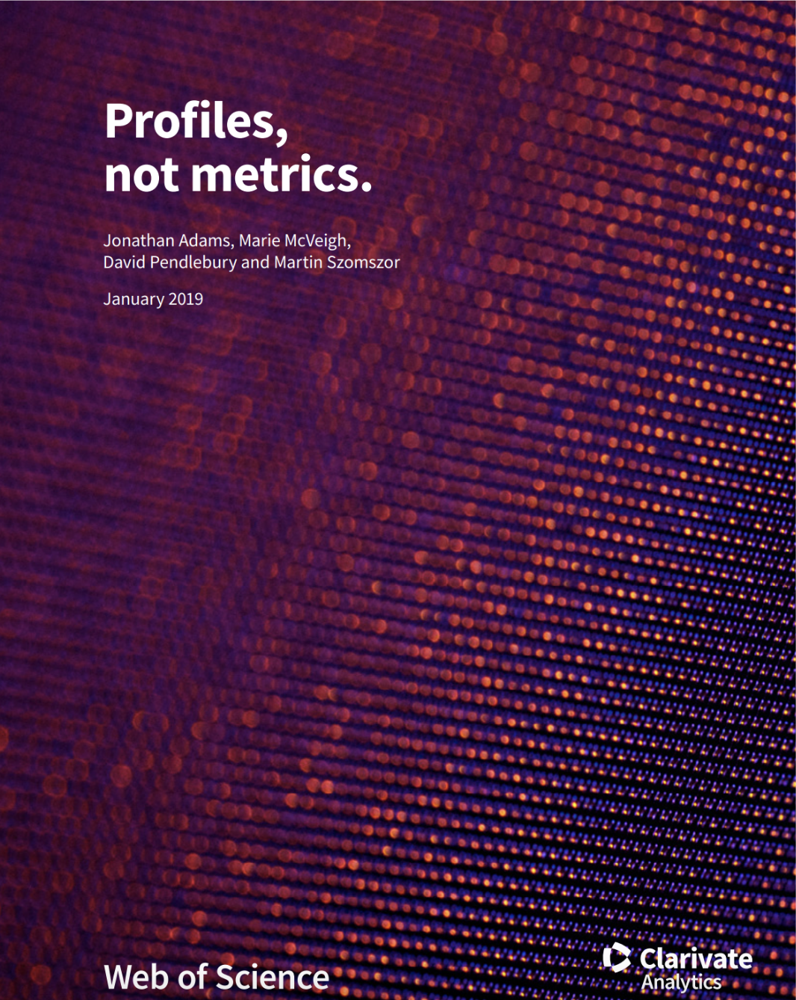 Profiles,
not metrics.
Jonathan Adams, Marie McVeigh,
David Pendlebury and Martin Szomszor
January 2019
Web of Science
Clarivate
Analytics